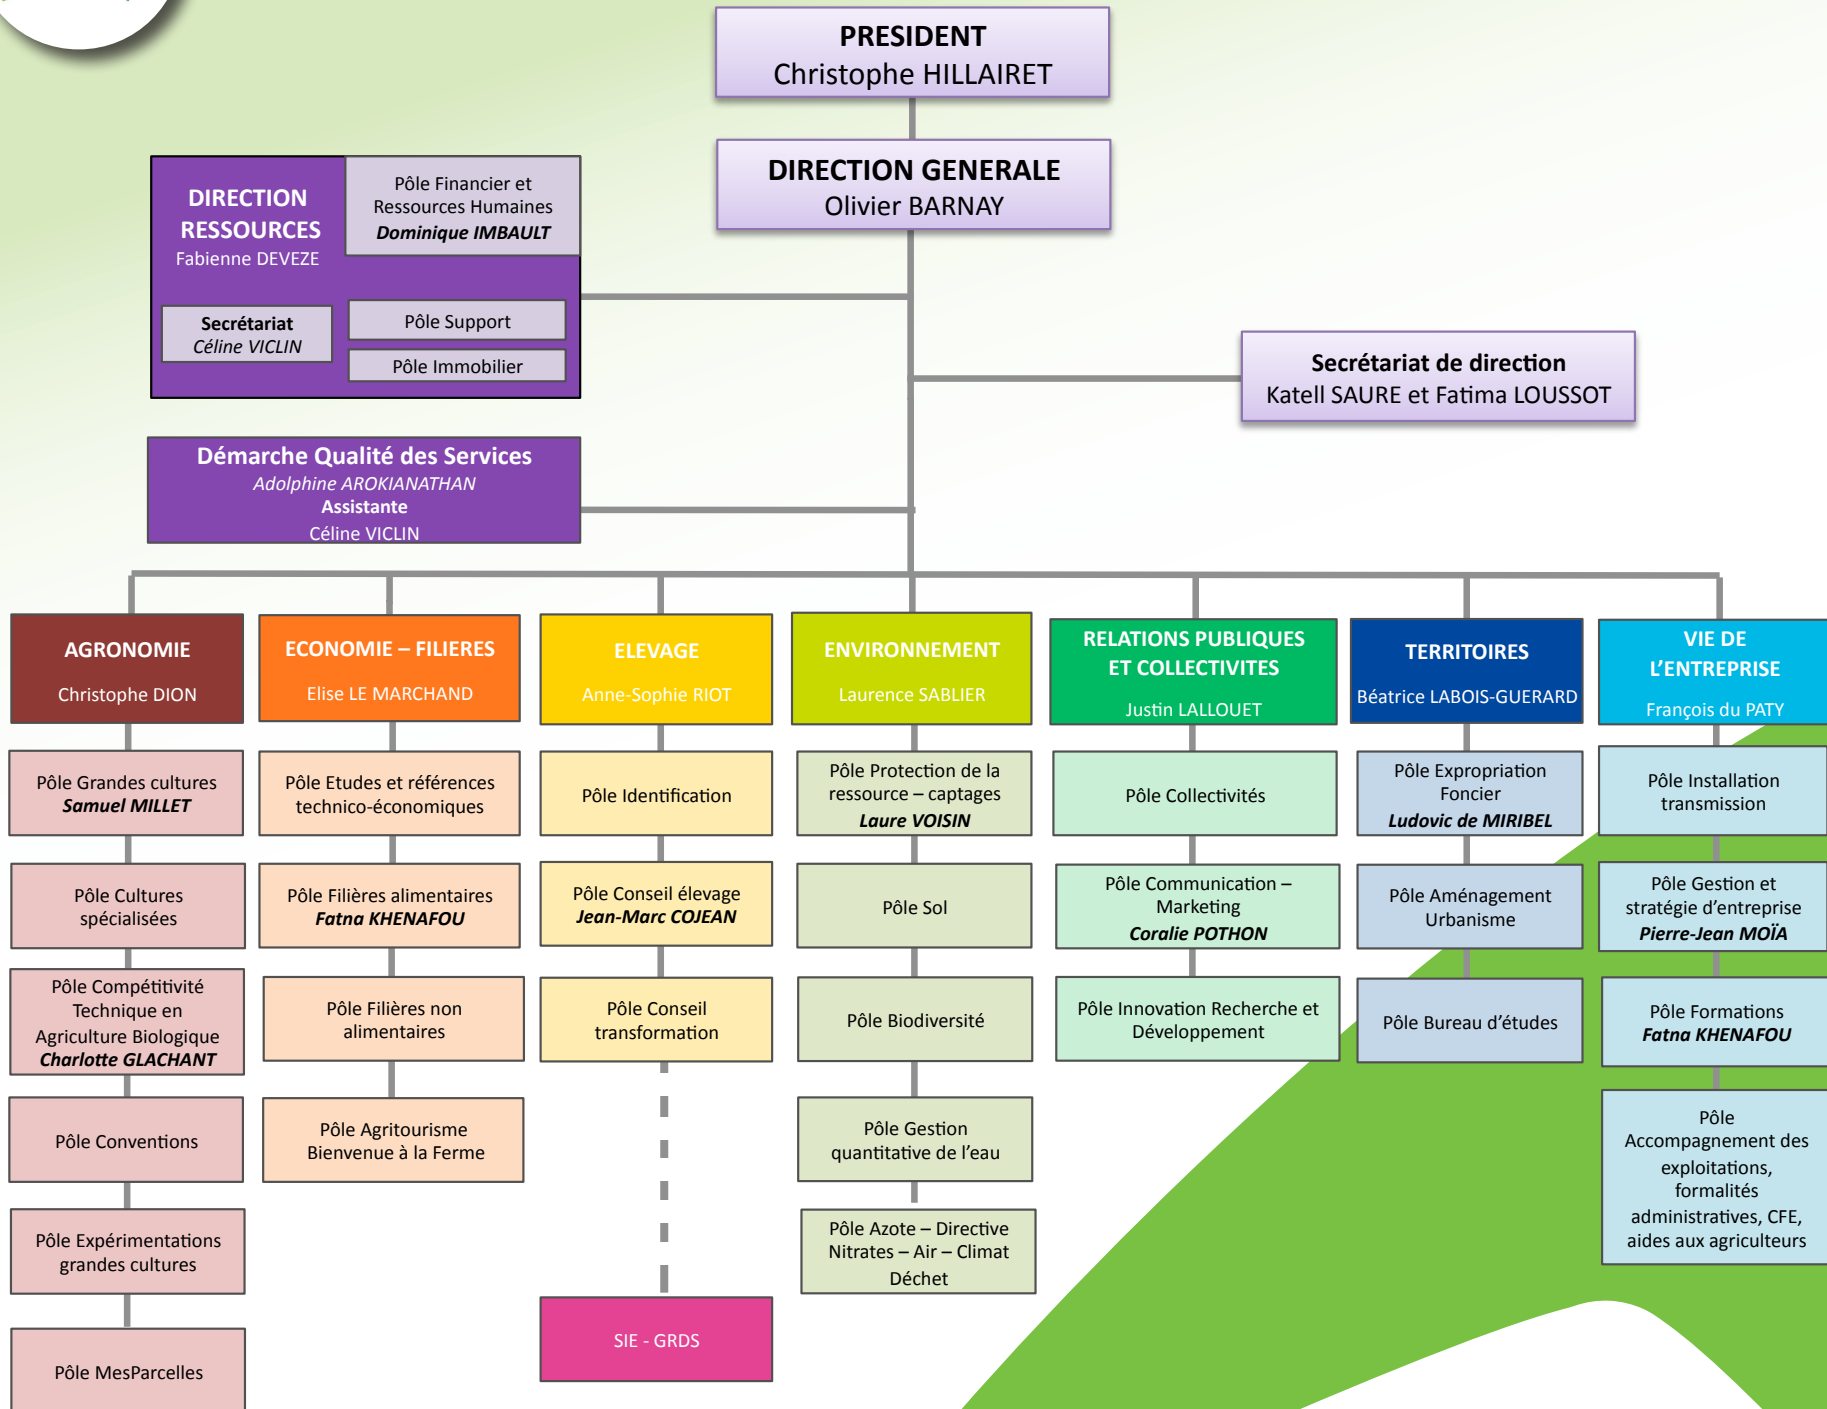 PRESIDENT
Christophe HILLAIRET
DIRECTION GENERALE
Olivier BARNAY
DIRECTION
RESSOURCES
Fabienne DEVEZE
Pôle Financier et
Ressources Humaines
Dominique IMBAULT
Secrétariat
Céline VICLIN
Pôle Support
Pôle Immobilier
Secrétariat de direction
Katell SAURE et Fatima LOUSSOT
Démarche Qualité des Services
Adolphine AROKIANATHAN
Assistante
Céline VICLIN
AGRONOMIE
Christophe DION
Pôle Grandes cultures
Samuel MILLET
Pôle Cultures
spécialisées
Pôle Compétitivité
Technique en
Agriculture Biologique
Charlotte GLACHANT
Pôle Conventions
Pôle Expérimentations
grandes cultures
Pôle MesParcelles
ECONOMIE – FILIERES
Elise LE MARCHAND
Pôle Etudes et références
technico-économiques
Pôle Filières alimentaires
Fatna KHENAFOU
Pôle Filières non
alimentaires
Pôle Agritourisme
Bienvenue à la Ferme
ELEVAGE
Anne-Sophie RIOT
Pôle Identification
Pôle Conseil élevage
Jean-Marc COJEAN
Pôle Conseil
transformation
SIE - GRDS
ENVIRONNEMENT
Laurence SABLIER
Pôle Protection de la
ressource – captages
Laure VOISIN
Pôle Sol
Pôle Biodiversité
Pôle Gestion
quantitative de l’eau
Pôle Azote – Directive
Nitrates – Air – Climat
Déchet
RELATIONS PUBLIQUES
ET COLLECTIVITES
Justin LALLOUET
Pôle Collectivités
Pôle Communication –
Marketing
Coralie POTHON
Pôle Innovation Recherche et
Développement
TERRITOIRES
Béatrice LABOIS-GUERARD
Pôle Expropriation
Foncier
Ludovic de MIRIBEL
Pôle Aménagement
Urbanisme
Pôle Bureau d’études
VIE DE
L’ENTREPRISE
François du PATY
Pôle Installation
transmission
Pôle Gestion et
stratégie d’entreprise
Pierre-Jean MOÏA
Pôle Formations
Fatna KHENAFOU
Pôle
Accompagnement des
exploitations,
formalités
administratives, CFE,
aides aux agriculteurs